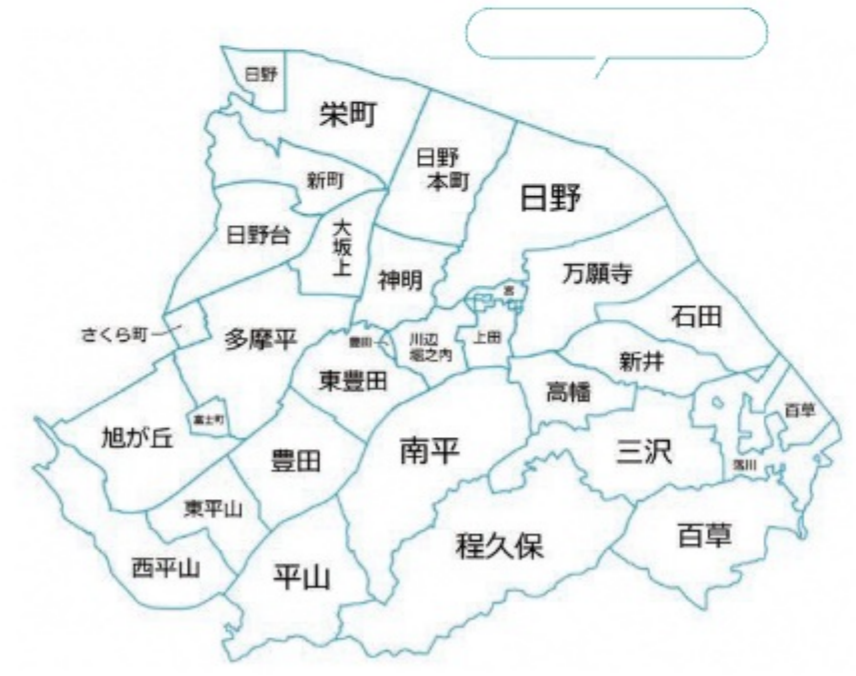 日野
栄町
日野
本町
新町
日野
日野台
大坂上
神明
万願寺
宮
石田
さくら町
多摩平
豊田
川辺
堀之内
上田
新井
東豊田
高幡
百草
富士町
旭が丘
豊田
南平
三沢
落川
東平山
西平山
平山
程久保
百草